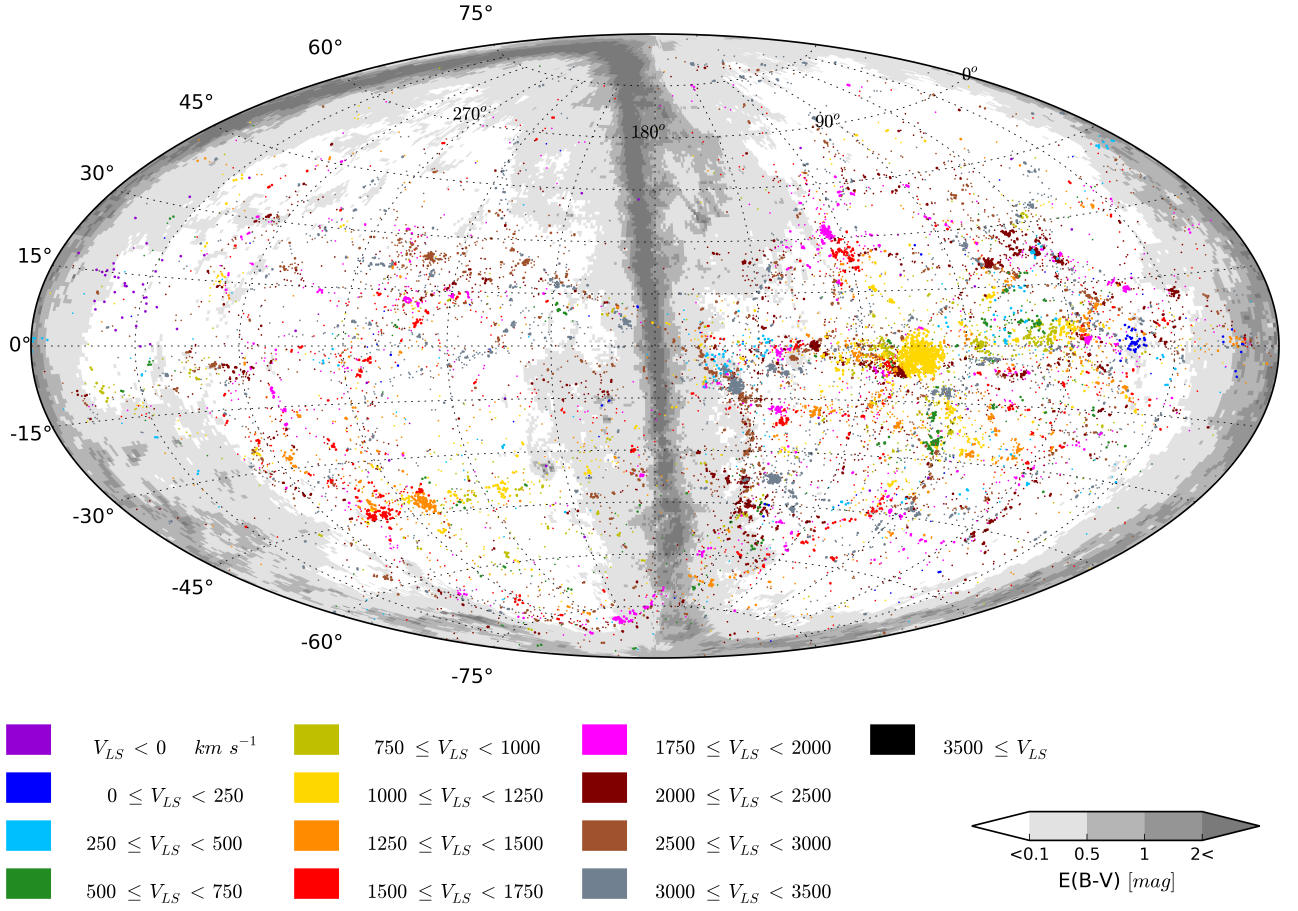 75°
60°
45°
30°
15°
0°
-15°
-30°
-45°
-60°
-75°
270° 180° 90° 0°
V_LS < 0 km s⁻¹
0 ≤ V_LS < 250
250 ≤ V_LS < 500
500 ≤ V_LS < 750
750 ≤ V_LS < 1000
1000 ≤ V_LS < 1250
1250 ≤ V_LS < 1500
1500 ≤ V_LS < 1750
1750 ≤ V_LS < 2000
2000 ≤ V_LS < 2500
2500 ≤ V_LS < 3000
3000 ≤ V_LS < 3500
3500 ≤ V_LS
<0.1 0.5 1 2<
E(B-V) [mag]